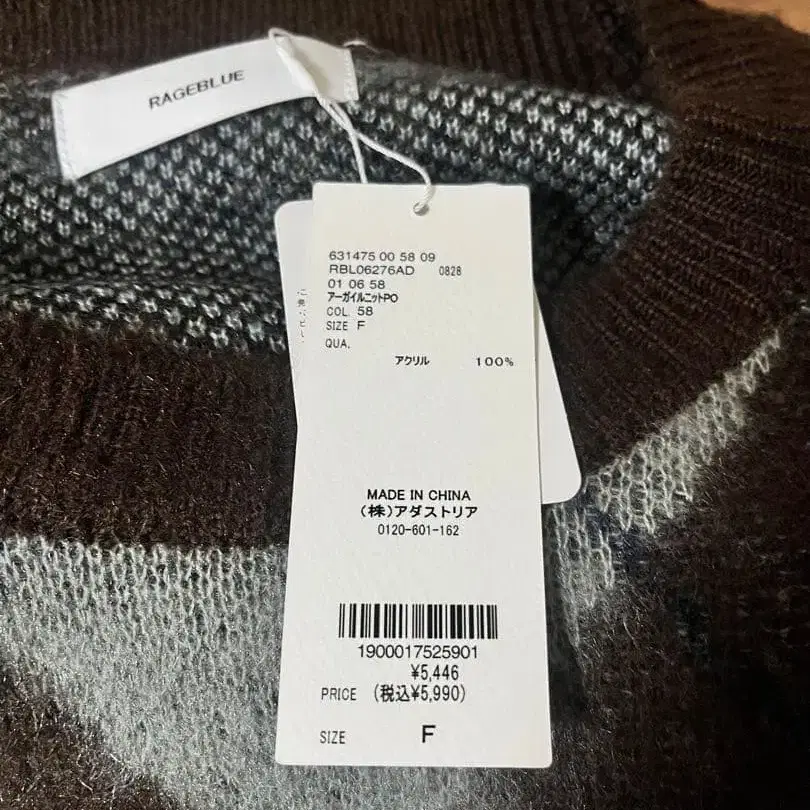 RAGEBLUE
631475 00 58 09
RBL06276AD 0828
01 06 58
アーガイルニットPO
COL. 58
SIZE F
QUA.
アクリル 100%
MADE IN CHINA
(株)アダストリア
0120-601-162
1900017525901
¥5,446
PRICE (税込¥5,990)
SIZE F